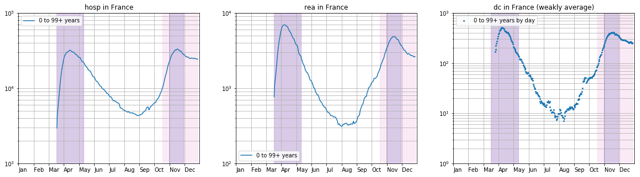 hosp in France
0 to 99+ years
10^5
10^4
10^3
Jan Feb Mar Apr May Jun Jul Aug Sep Oct Nov Dec
rea in France
10^4
10^3
10^2
0 to 99+ years
Jan Feb Mar Apr May Jun Jul Aug Sep Oct Nov Dec
dc in France (weakly average)
0 to 99+ years by day
10^3
10^2
10^1
10^0
Jan Feb Mar Apr May Jun Jul Aug Sep Oct Nov Dec